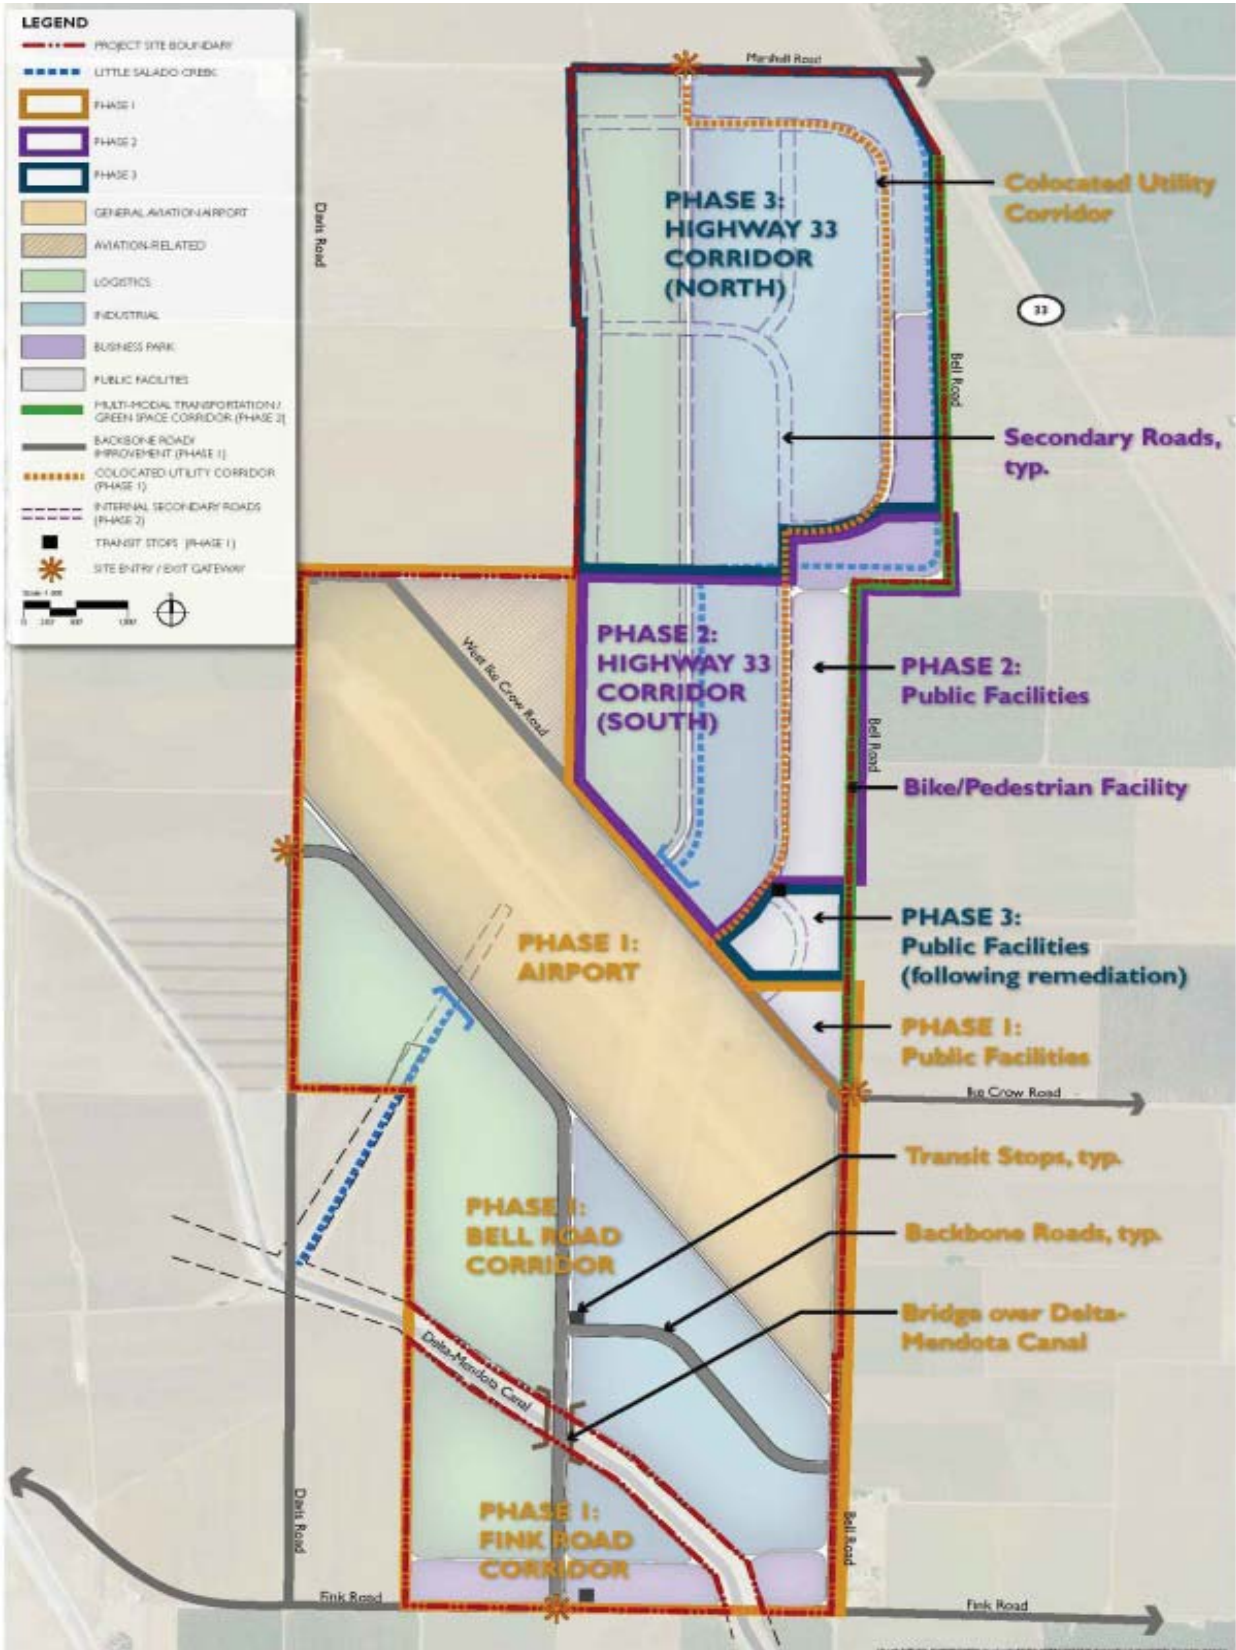 LEGEND
PROJECT SITE BOUNDARY
LITTLE SALADO CREEK
PHASE 1
PHASE 2
PHASE 3
GENERAL AVIATION AIRPORT
AVIATION-RELATED
LOGISTICS
INDUSTRIAL
BUSINESS PARK
PUBLIC FACILITIES
MULTI-MODAL TRANSPORTATION/
GREEN SPACE CORRIDOR (PHASE 2)
BACKBONE ROAD/
IMPROVEMENT (PHASE 1)
COLOCATED UTILITY CORRIDOR
(PHASE 1)
INTERNAL SECONDARY ROADS
(PHASE 2)
TRANSIT STOPS (PHASE 1)
SITE ENTRY / EXIT GATEWAY
Marshall Road
Davis Road
PHASE 3:
HIGHWAY 33
CORRIDOR
(NORTH)
Colocated Utility
Corridor
33
Bell Road
Secondary Roads,
typ.
West Ike Crow Road
PHASE 2:
HIGHWAY 33
CORRIDOR
(SOUTH)
PHASE 2:
Public Facilities
Bell Road
Bike/Pedestrian Facility
PHASE 1:
AIRPORT
PHASE 3:
Public Facilities
(following remediation)
PHASE 1:
Public Facilities
Ike Crow Road
Transit Stops, typ.
PHASE 1:
BELL ROAD
CORRIDOR
Backbone Roads, typ.
Bridge over Delta-
Mendota Canal
Delta-Mendota Canal
PHASE 1:
FINK ROAD
CORRIDOR
Davis Road
Bell Road
Fink Road
Fink Road